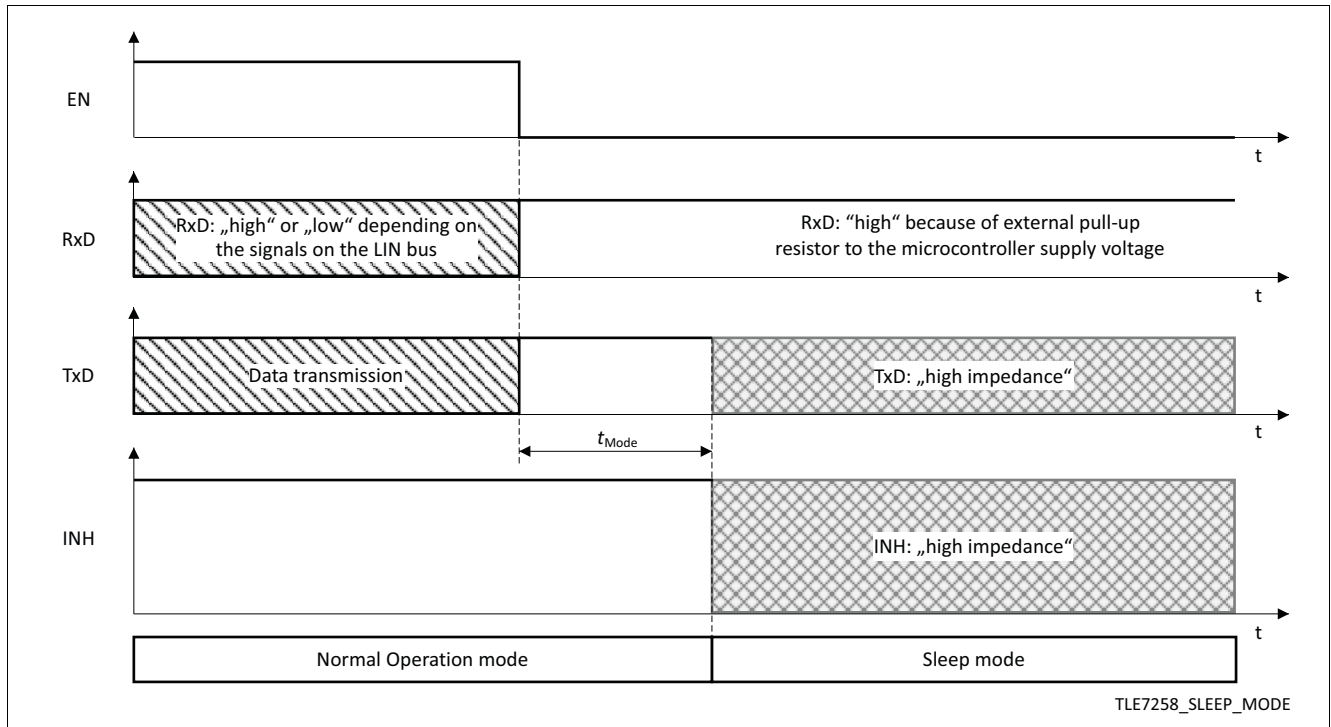 EN
t
RxD
RxD: „high“ or „low“ depending on
the signals on the LIN bus
RxD: “high“ because of external pull-up
resistor to the microcontroller supply voltage
t
TxD
Data transmission
TxD: „high impedance“
t
tMode
INH
INH: „high impedance“
t
Normal Operation mode
Sleep mode
TLE7258_SLEEP_MODE